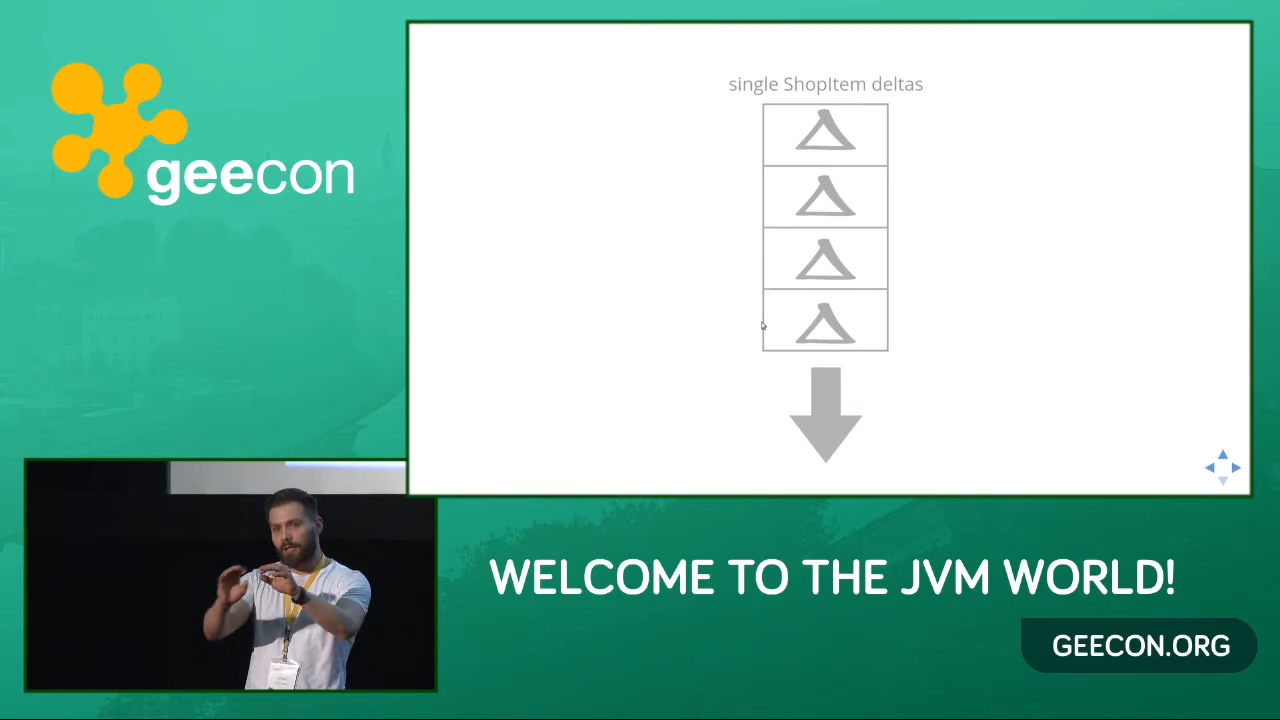 geecon
single ShopItem deltas
WELCOME TO THE JVM WORLD!
GEECON.ORG